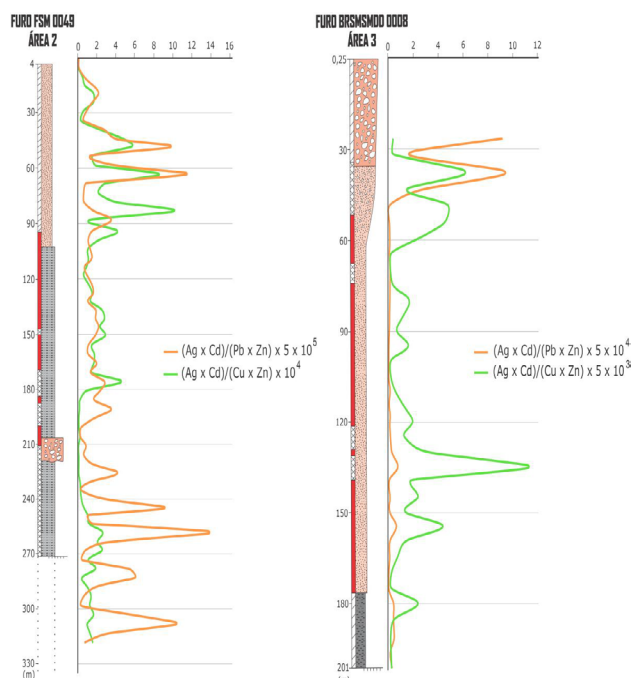 FURO FSM 0049
ÁREA 2
0 2 4 6 8 10 12 14 16
4
30
60
90
120
150
180
210
240
270
300
330
(m)
(Ag x Cd)/(Pb x Zn) x 5 x 10⁵
(Ag x Cd)/(Cu x Zn) x 10⁴
FURO BRSMSMDD 0008
ÁREA 3
0 2 4 6 8 10 12
0,25
30
60
90
120
150
180
201
(Ag x Cd)/(Pb x Zn) x 5 x 10⁴
(Ag x Cd)/(Cu x Zn) x 5 x 10³